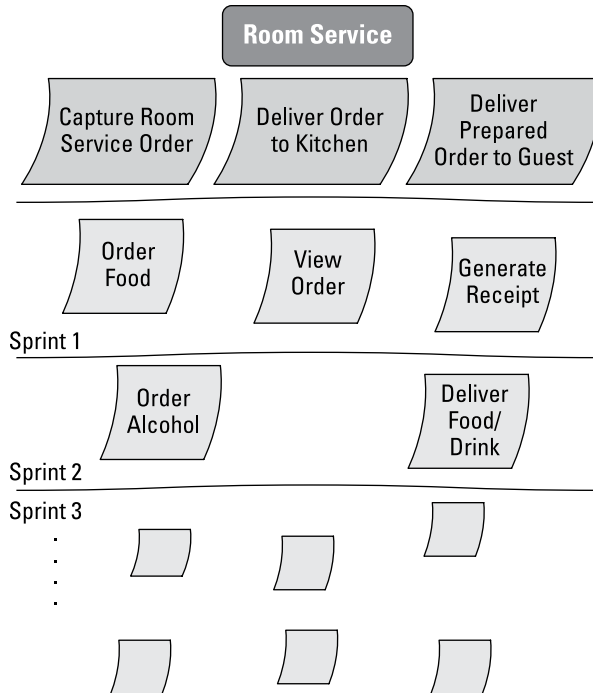 Room Service
Capture Room
Service Order
Deliver Order
to Kitchen
Deliver
Prepared
Order to Guest
Order
Food
View
Order
Generate
Receipt
Sprint 1
Order
Alcohol
Deliver
Food/
Drink
Sprint 2
Sprint 3